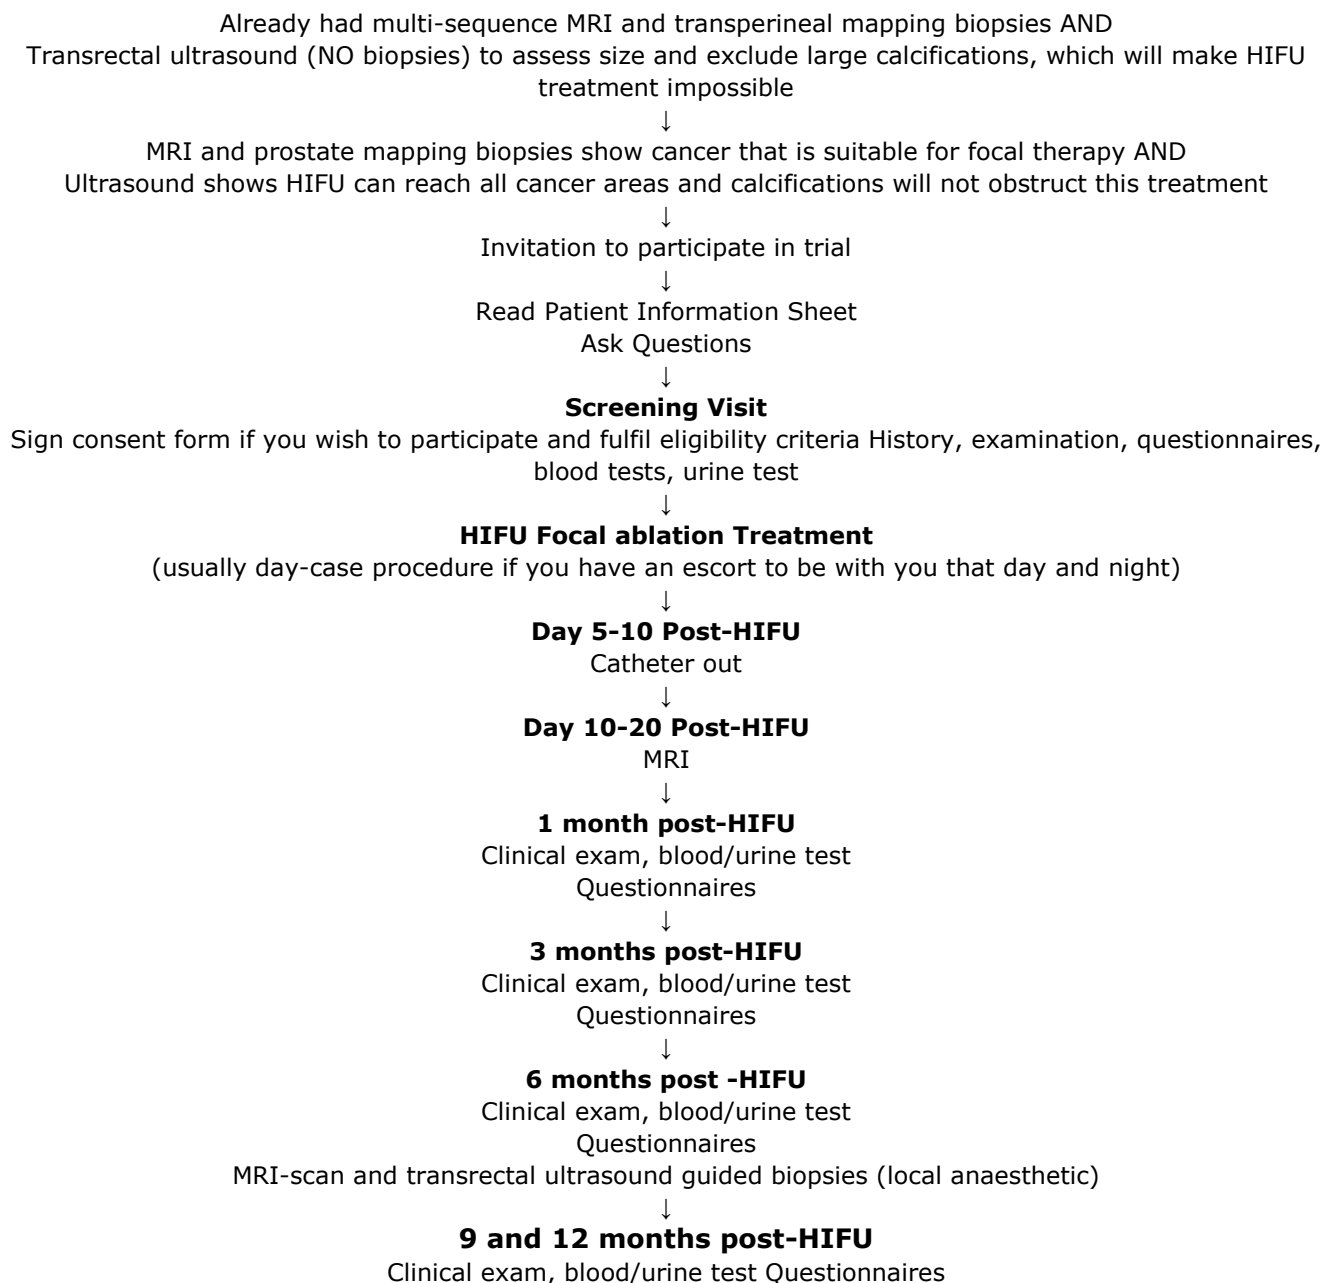 Already had multi-sequence MRI and transperineal mapping biopsies AND
Transrectal ultrasound (NO biopsies) to assess size and exclude large calcifications, which will make HIFU
treatment impossible
↓
MRI and prostate mapping biopsies show cancer that is suitable for focal therapy AND
Ultrasound shows HIFU can reach all cancer areas and calcifications will not obstruct this treatment
↓
Invitation to participate in trial
↓
Read Patient Information Sheet
Ask Questions
↓
Screening Visit
Sign consent form if you wish to participate and fulfil eligibility criteria History, examination, questionnaires,
blood tests, urine test
↓
HIFU Focal ablation Treatment
(usually day-case procedure if you have an escort to be with you that day and night)
↓
Day 5-10 Post-HIFU
Catheter out
↓
Day 10-20 Post-HIFU
MRI
↓
1 month post-HIFU
Clinical exam, blood/urine test
Questionnaires
↓
3 months post-HIFU
Clinical exam, blood/urine test
Questionnaires
↓
6 months post -HIFU
Clinical exam, blood/urine test
Questionnaires
MRI-scan and transrectal ultrasound guided biopsies (local anaesthetic)
↓
9 and 12 months post-HIFU
Clinical exam, blood/urine test Questionnaires